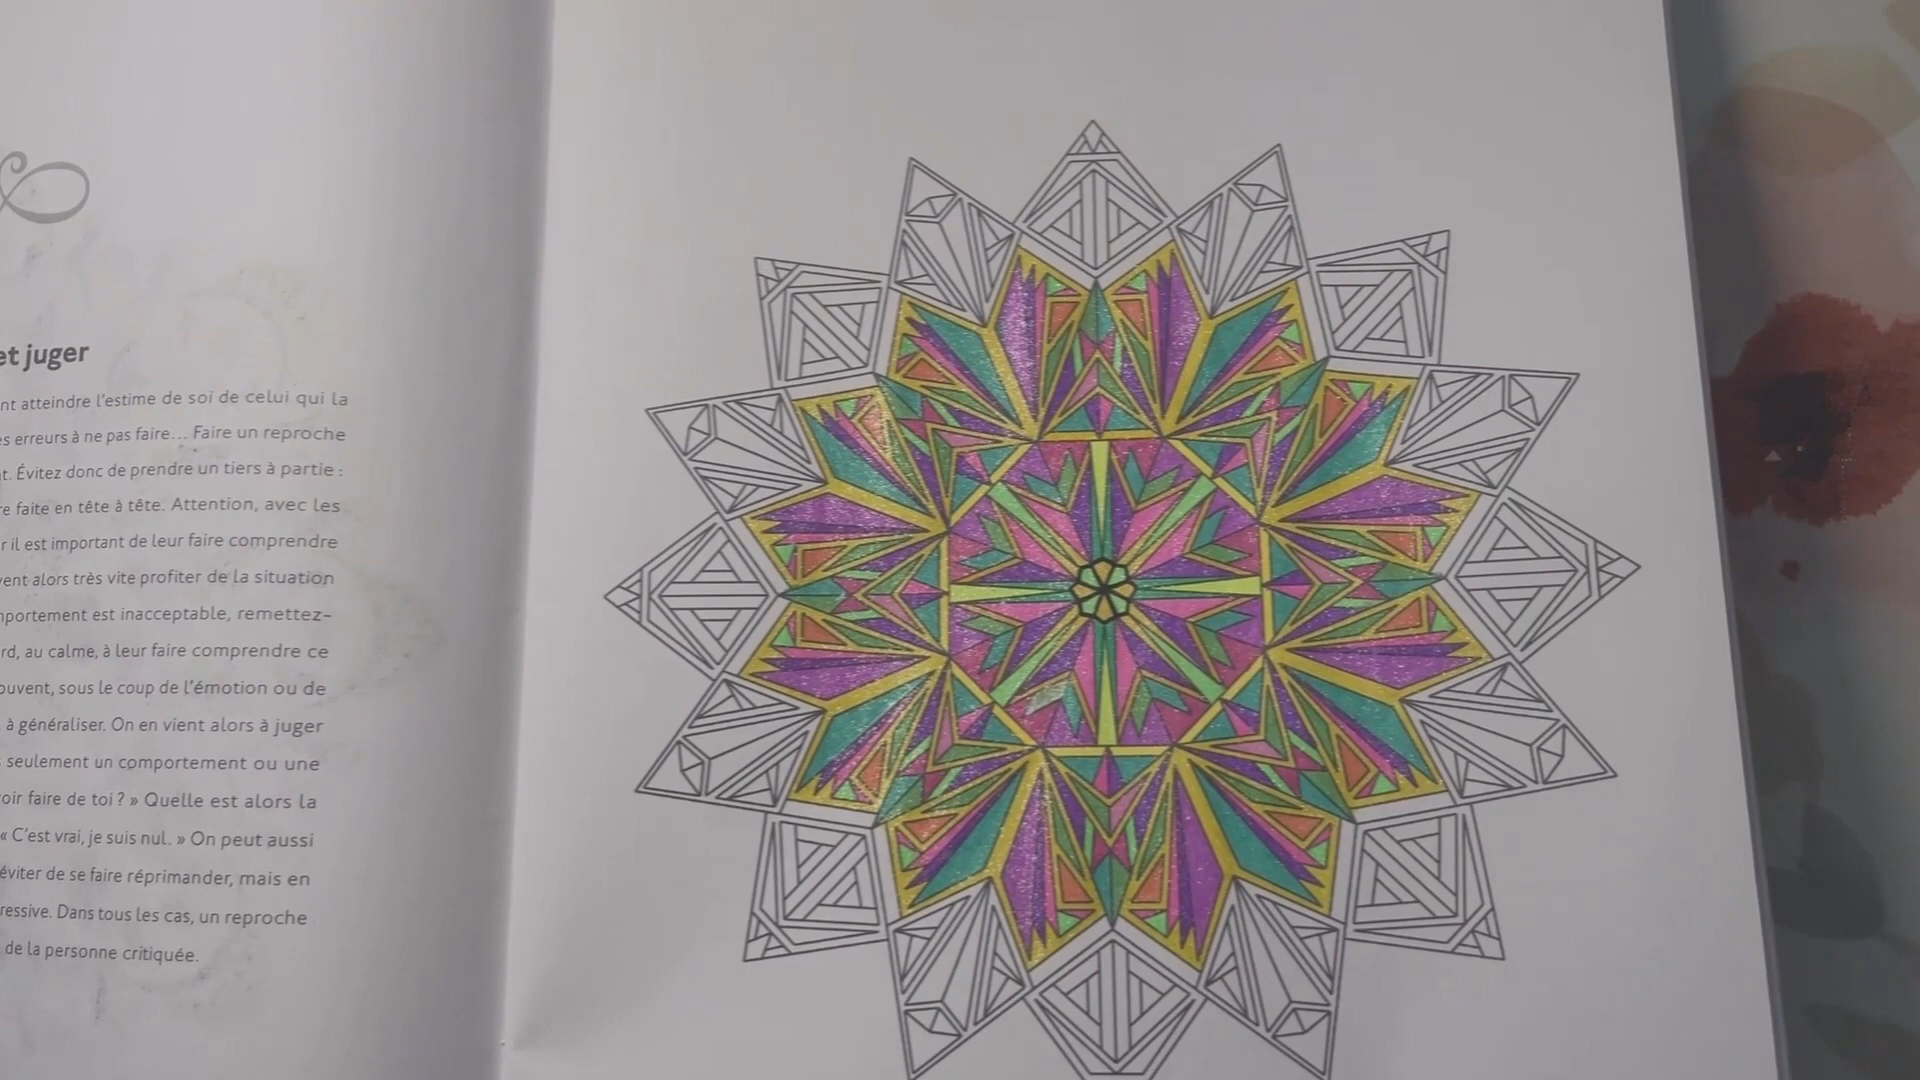 et juger
nt atteindre l'estime de soi de celui qui la
es erreurs à ne pas faire... Faire un reproche
t. Évitez donc de prendre un tiers à partie :
re faite en tête à tête. Attention, avec les
r il est important de leur faire comprendre
vent alors très vite profiter de la situation
portement est inacceptable, remettez-
rd, au calme, à leur faire comprendre ce
ouvent, sous le coup de l'émotion ou de
à généraliser. On en vient alors à juger
seulement un comportement ou une
oir faire de toi ? » Quelle est alors la
« C'est vrai, je suis nul. » On peut aussi
éviter de se faire réprimander, mais en
ressive. Dans tous les cas, un reproche
de la personne critiquée.